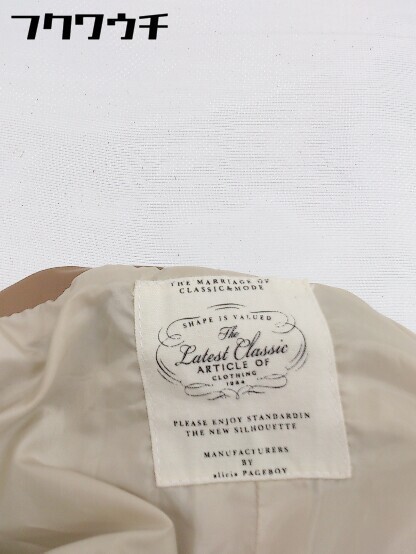 フクワウチ
THE MARRIAGE OF
CLASSIC&MODE
SHAPE IS VALUED
The
Latest Classic
ARTICLE OF
CLOTHING
1984
PLEASE ENJOY STANDARDIN
THE NEW SILHOUETTE
MANUFACTURERS
BY
alicia PAGEBOY